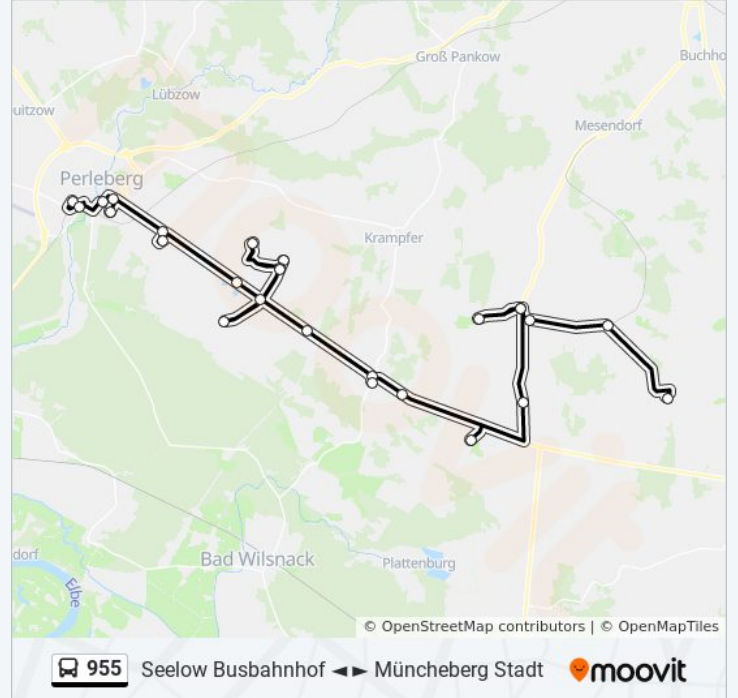 Groß Pankow
Buchho
Lübzow
uitzow
Mesendorf
Perleberg
Krampfer
Bad Wilsnack
Plattenburg
dorf
Elbe
© OpenStreetMap contributors | © OpenMapTiles
955 Seelow Busbahnhof ◄ ► Müncheberg Stadt moovit